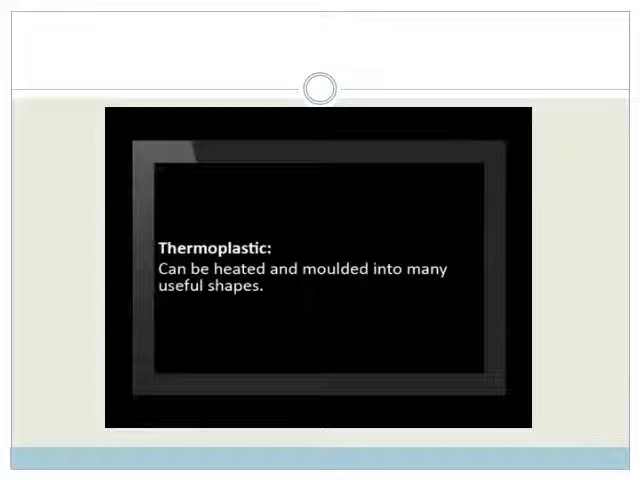 Thermoplastic:
Can be heated and moulded into many
useful shapes.